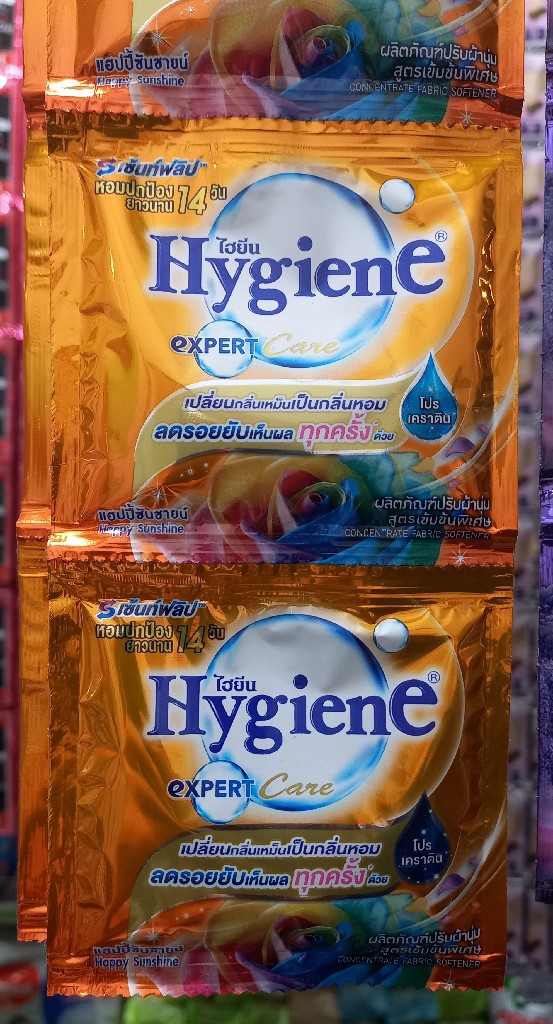 แฮปปี้ซันชายน์
Happy Sunshine
ผลิตภัณฑ์ปรับผ้านุ่ม
สูตรเข้มข้นพิเศษ
CONCENTRATE FABRIC SOFTENER
เซ้นท์ฟลิป™
หอมปกป้อง
ยาวนาน 14 วัน
ไฮยีน
Hygiene®
EXPERT Care
เปลี่ยนกลิ่นเหม็นเป็นกลิ่นหอม
ลดรอยยับเห็นผล ทุกครั้ง* ด้วย
โปร
เคราติน
แฮปปี้ซันชายน์
Happy Sunshine
ผลิตภัณฑ์ปรับผ้านุ่ม
สูตรเข้มข้นพิเศษ
CONCENTRATE FABRIC SOFTENER
เซ้นท์ฟลิป™
หอมปกป้อง
ยาวนาน 14 วัน
ไฮยีน
Hygiene®
EXPERT Care
เปลี่ยนกลิ่นเหม็นเป็นกลิ่นหอม
ลดรอยยับเห็นผล ทุกครั้ง* ด้วย
โปร
เคราติน
แฮปปี้ซันชายน์
Happy Sunshine
ผลิตภัณฑ์ปรับผ้านุ่ม
สูตรเข้มข้นพิเศษ
CONCENTRATE FABRIC SOFTENER